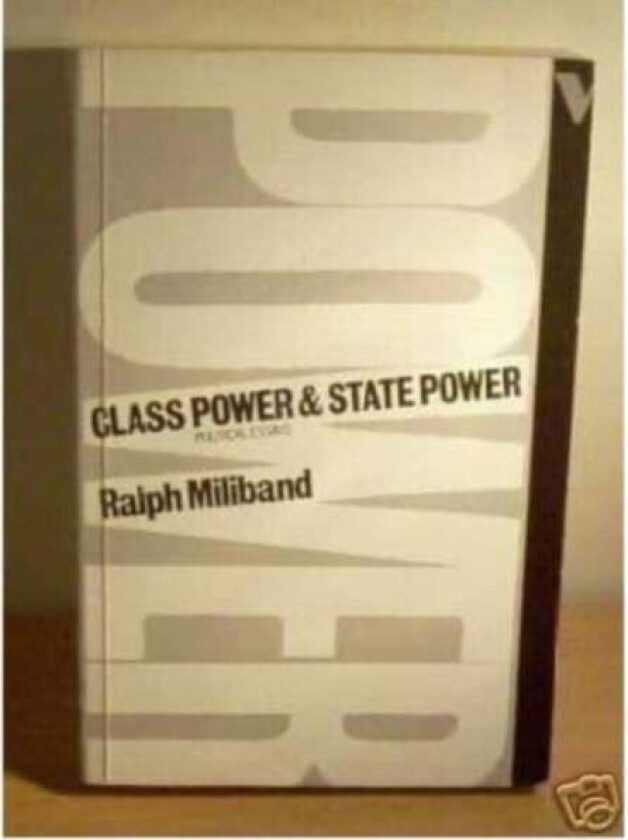 POWER
CLASS POWER & STATE POWER
POLITICAL ESSAYS
Ralph Miliband
V